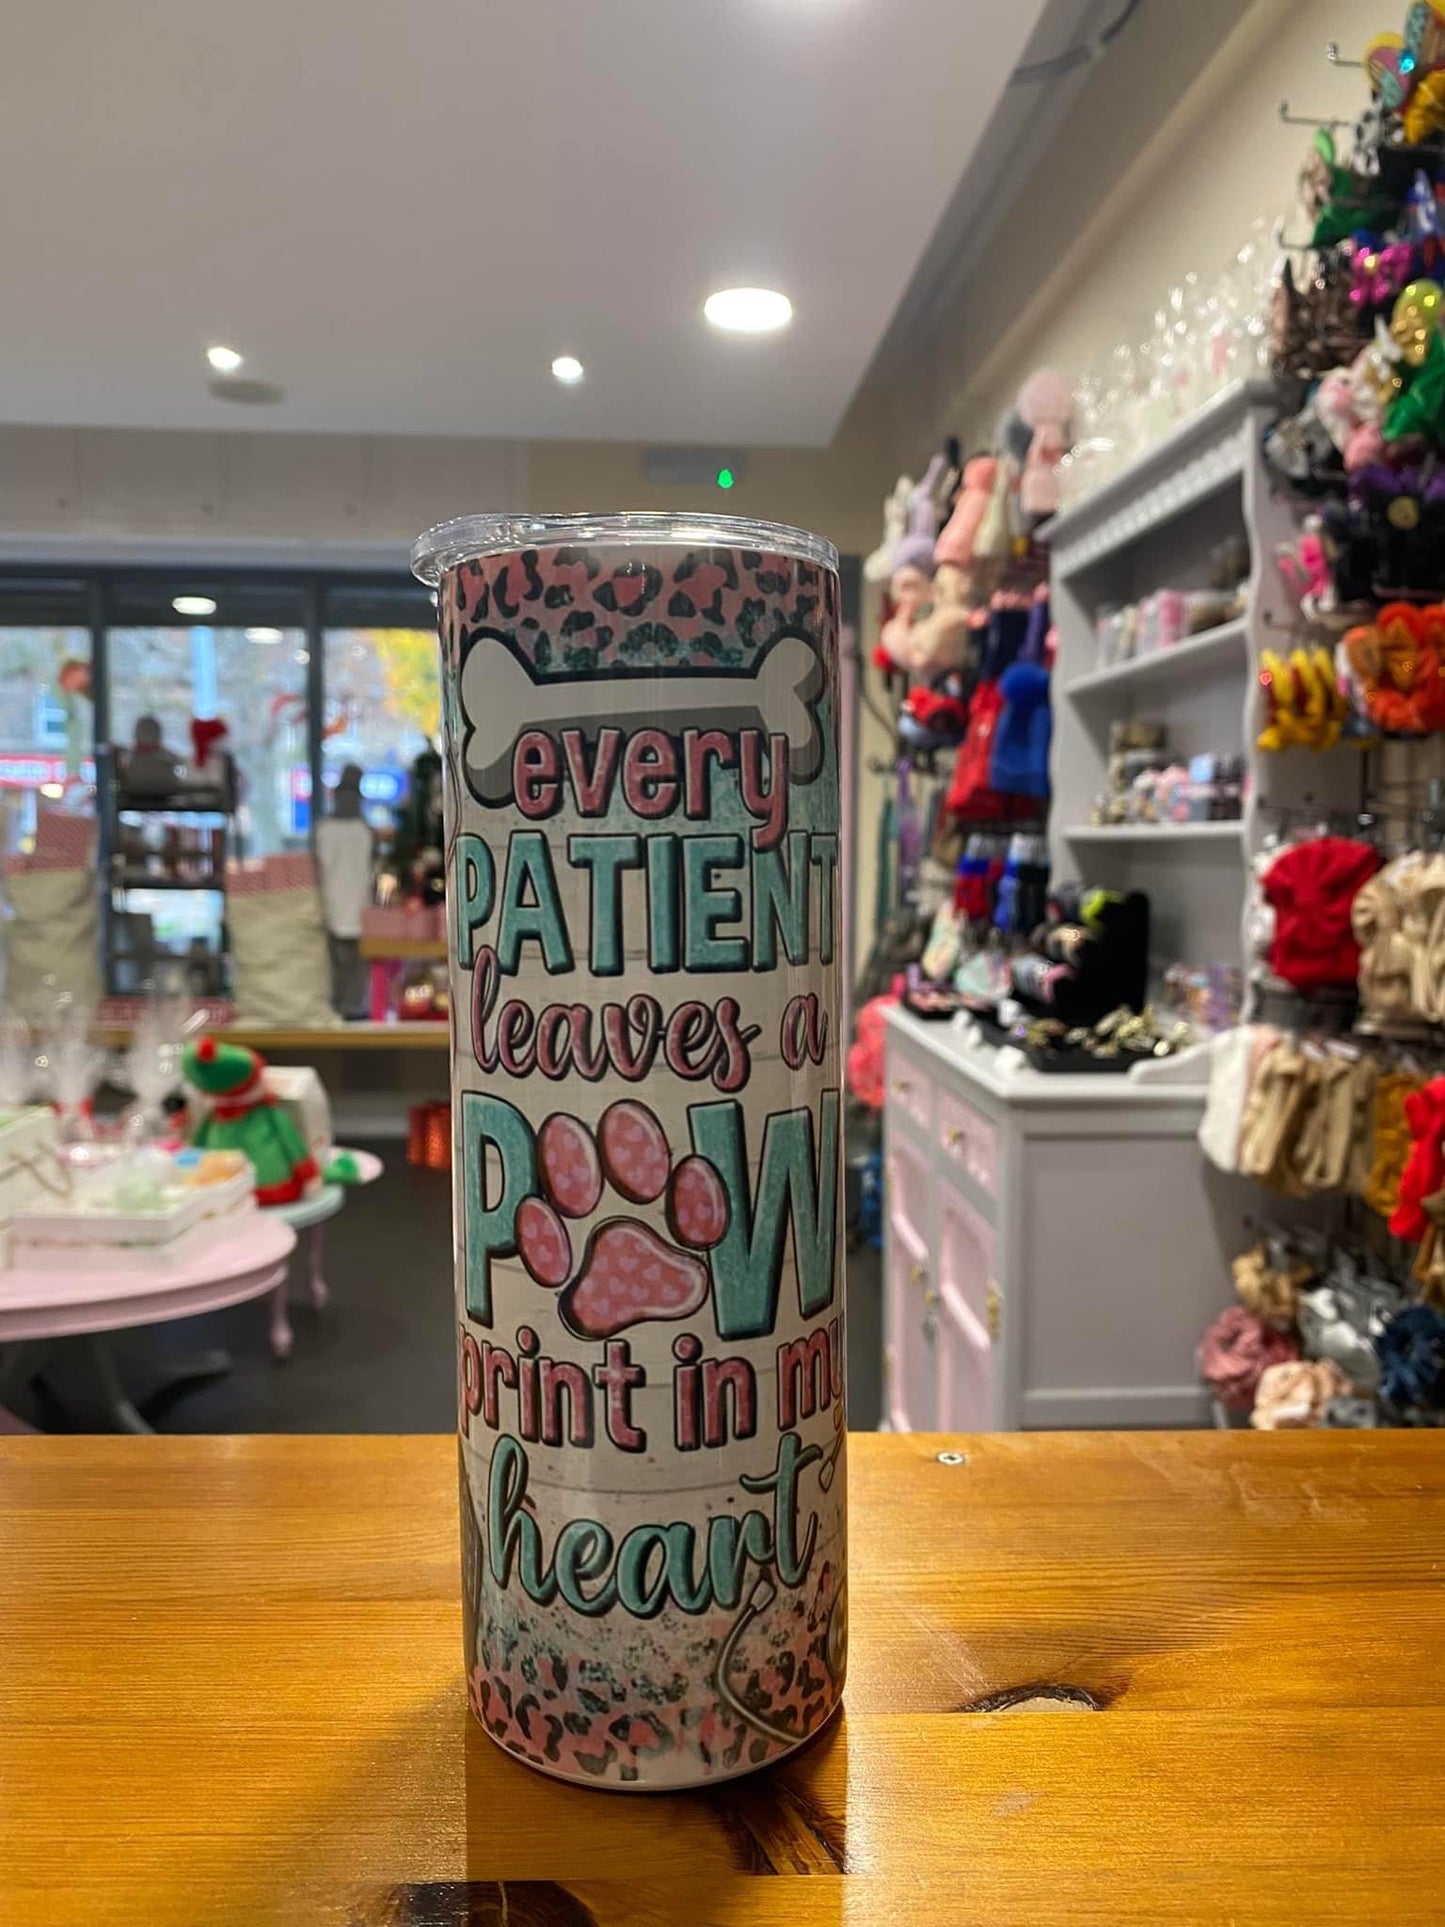 every
PATIENT
leaves a
PAW
print in my
heart